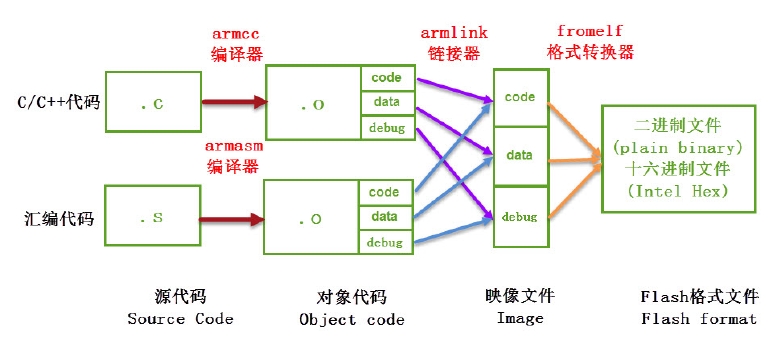 armcc
编译器
armlink
链接器
fromelf
格式转换器
C/C++代码
.c
.o
code
data
debug
armasm
编译器
汇编代码
.s
.o
code
data
debug
code
data
debug
二进制文件
(plain binary)
十六进制文件
(Intel Hex)
源代码
Source Code
对象代码
Object code
映像文件
Image
Flash格式文件
Flash format